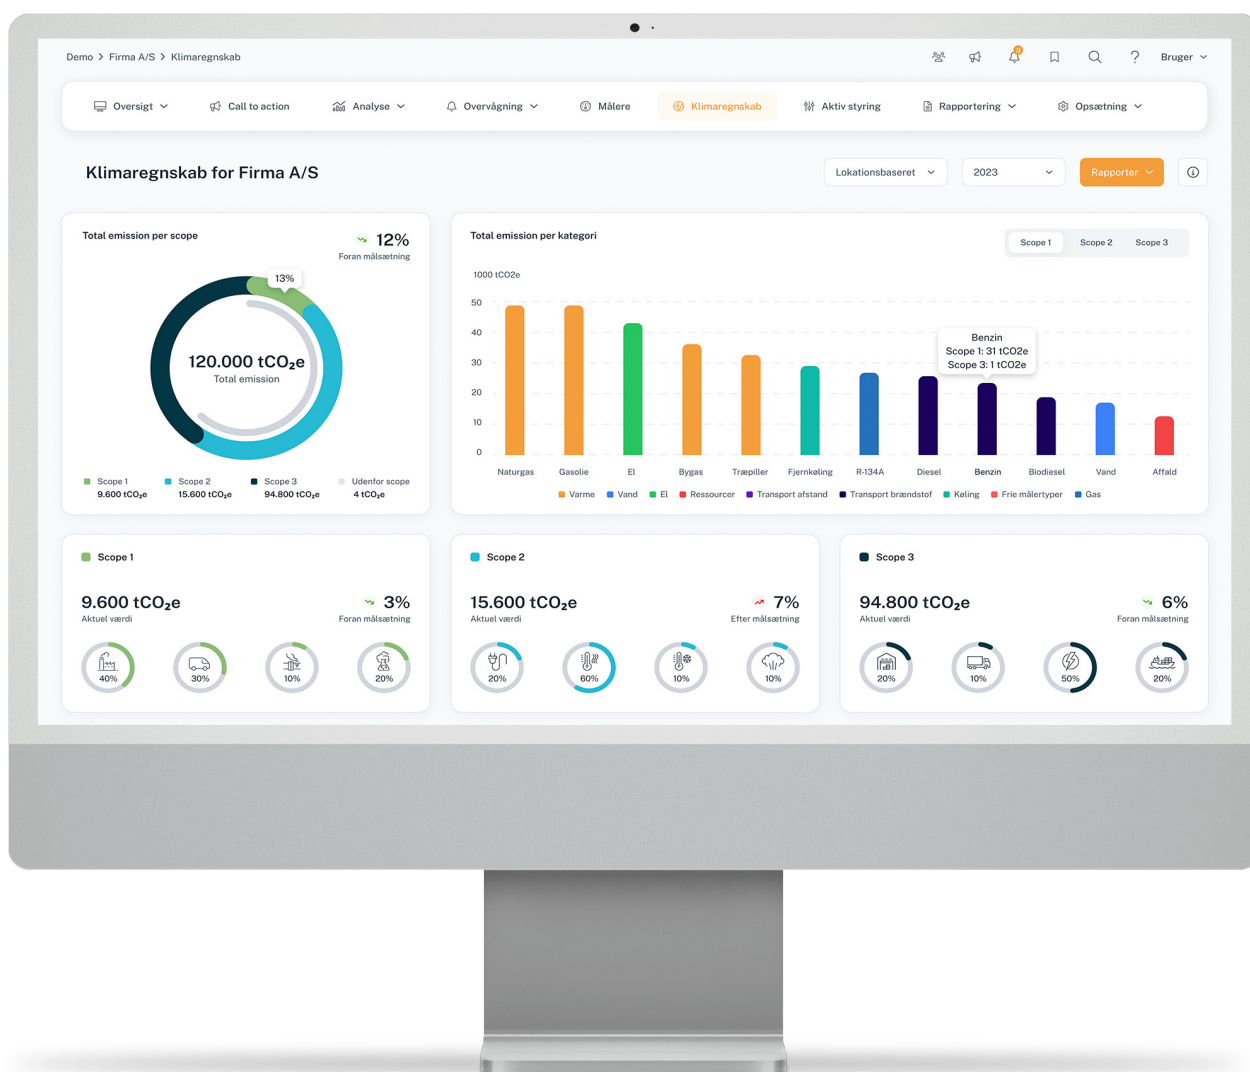 Demo > Firma A/S > Klimaregnskab
9
?
Bruger
Oversigt
Call to action
Analyse
Overvågning
Målere
Klimaregnskab
Aktiv styring
Rapportering
Opsætning
Klimaregnskab for Firma A/S
Lokationsbaseret
2023
Rapporter
Total emission per scope
12%
Foran målsætning
13%
120.000 tCO₂e
Total emission
Scope 1
9.600 tCO₂e
Scope 2
15.600 tCO₂e
Scope 3
94.800 tCO₂e
Udenfor scope
4 tCO₂e
Total emission per kategori
Scope 1
Scope 2
Scope 3
1000 tCO2e
50
40
30
20
10
0
Benzin
Scope 1: 31 tCO2e
Scope 3: 1 tCO2e
Naturgas
Gasolie
El
Bygas
Træpiller
Fjernkøling
R-134A
Diesel
Benzin
Biodiesel
Vand
Affald
Varme
Vand
El
Ressourcer
Transport afstand
Transport brændstof
Køling
Frie målertyper
Gas
Scope 1
9.600 tCO₂e
Aktuel værdi
3%
Foran målsætning
40%
30%
10%
20%
Scope 2
15.600 tCO₂e
Aktuel værdi
7%
Efter målsætning
20%
60%
10%
10%
Scope 3
94.800 tCO₂e
Aktuel værdi
6%
Foran målsætning
20%
10%
50%
20%